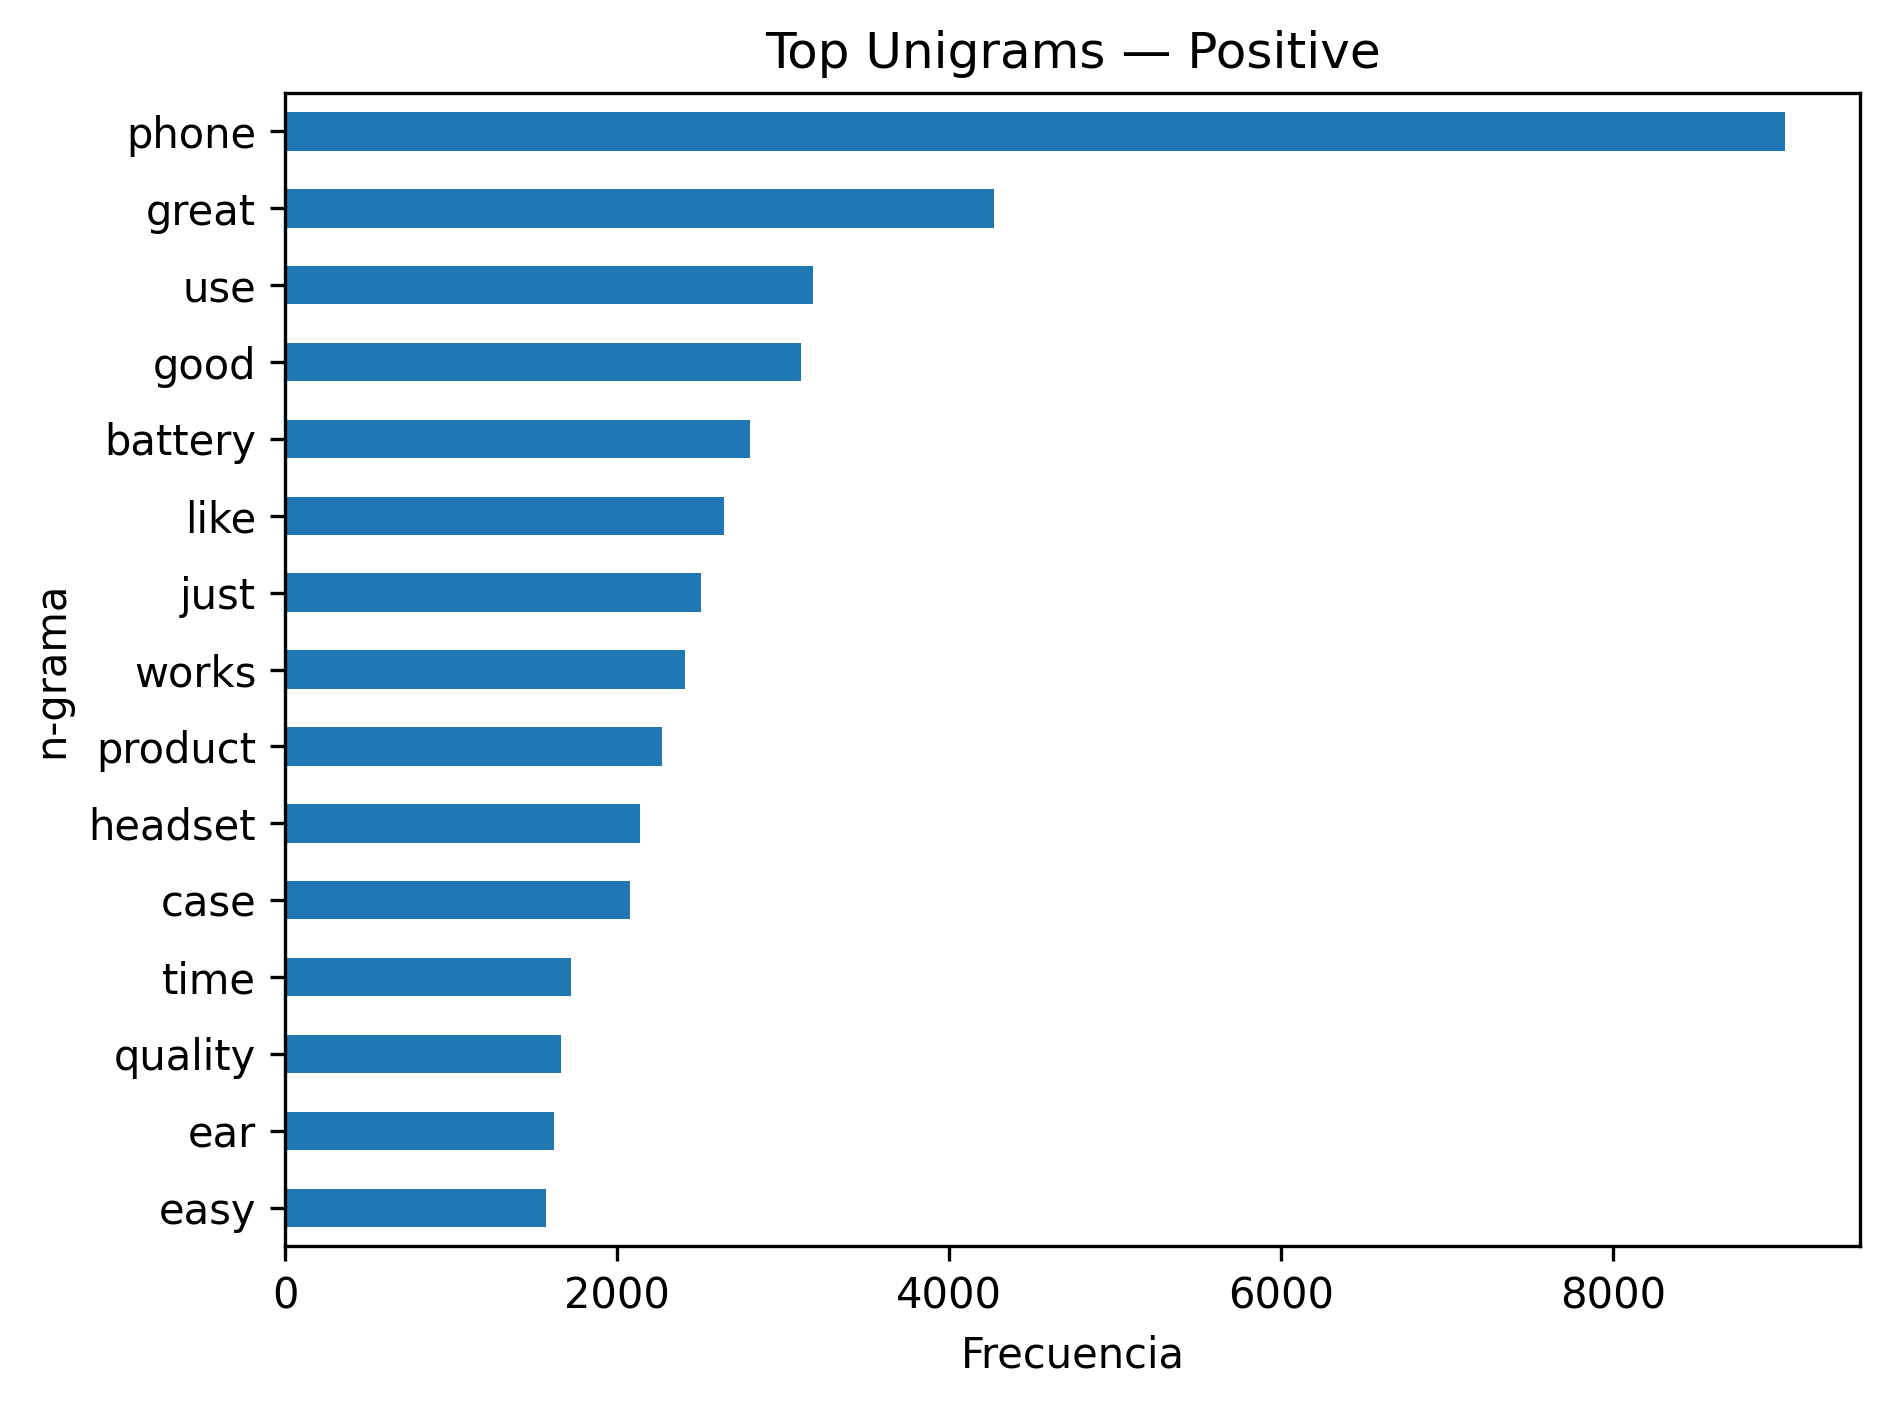 Top Unigrams — Positive
phone
great
use
good
battery
like
just
works
product
headset
case
time
quality
ear
easy
n-grama
0 2000 4000 6000 8000
Frecuencia